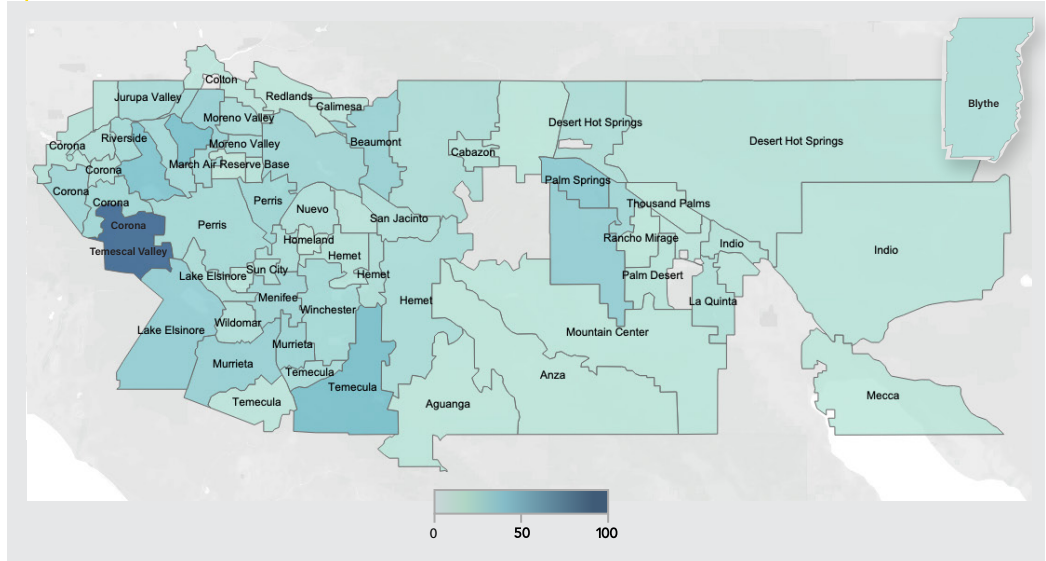 Colton
Jurupa Valley
Redlands
Calimesa
Blythe
Moreno Valley
Desert Hot Springs
Riverside
Beaumont
Desert Hot Springs
Corona
Moreno Valley
Cabazon
March Air Reserve Base
Corona
Palm Springs
Corona
Perris
Corona
Nuevo
Thousand Palms
San Jacinto
Corona
Perris
Homeland
Rancho Mirage
Indio
Temescal Valley
Hemet
Indio
Lake Elsinore
Sun City
Hemet
Palm Desert
Menifee
Hemet
La Quinta
Winchester
Wildomar
Lake Elsinore
Mountain Center
Murrieta
Murrieta
Temecula
Anza
Temecula
Mecca
Temecula
Aguanga
0 50 100